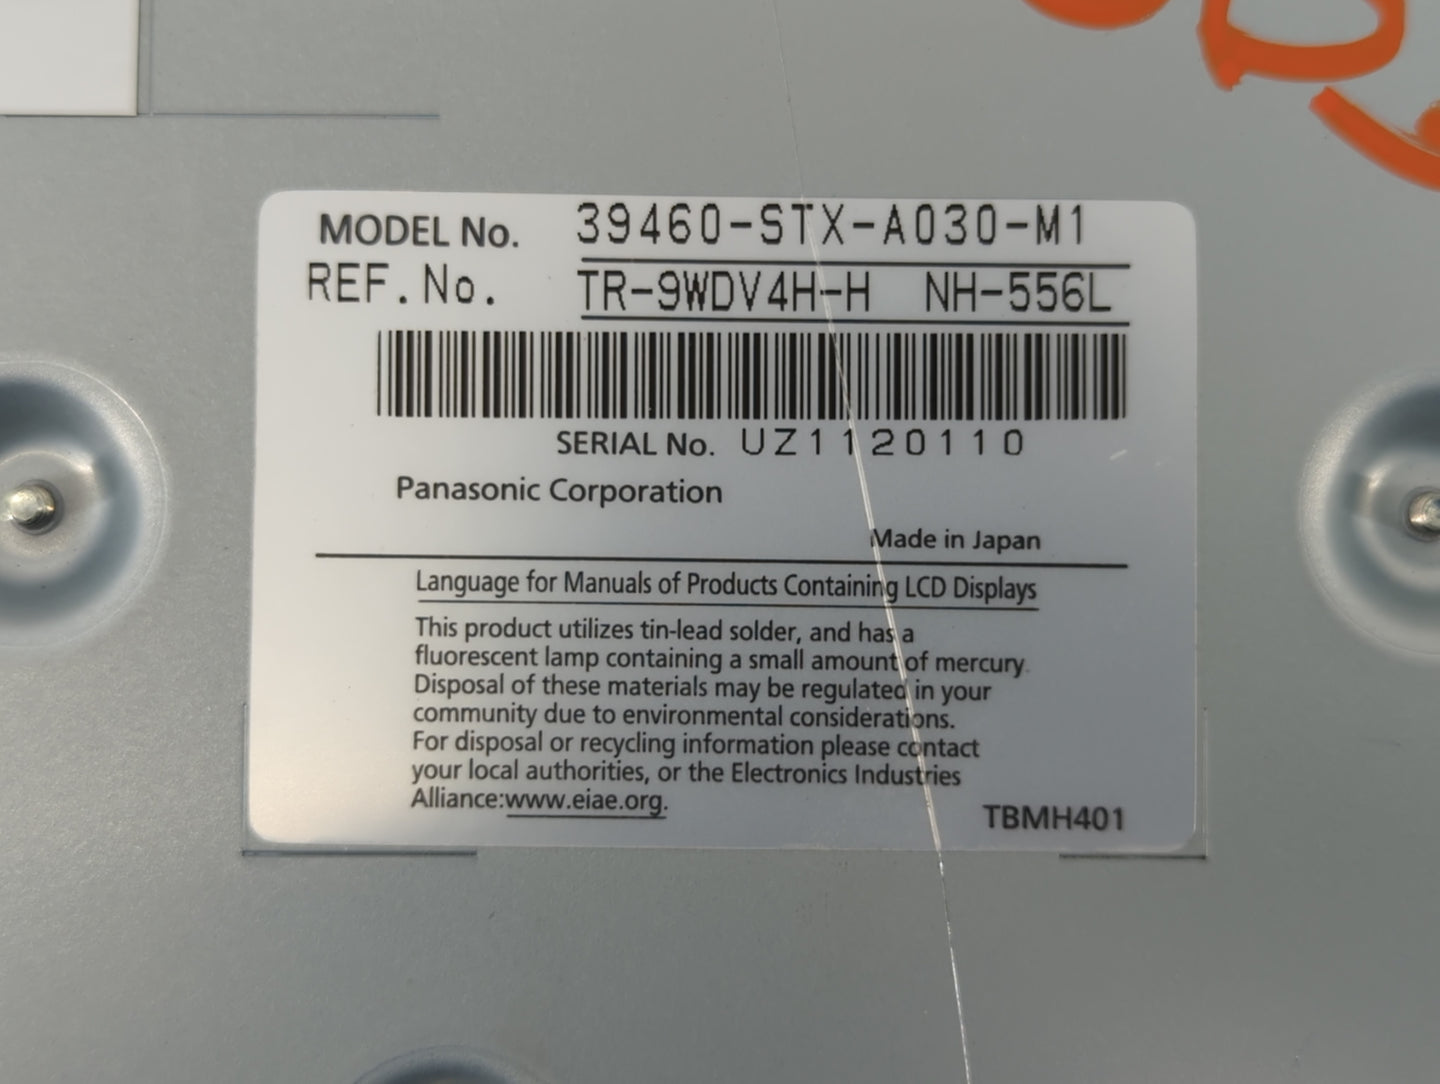 MODEL No. 39460-STX-A030-M1
REF.No. TR-9WDV4H-H NH-556L
SERIAL No. UZ1120110
Panasonic Corporation
Made in Japan
Language for Manuals of Products Containing LCD Displays
This product utilizes tin-lead solder, and has a
fluorescent lamp containing a small amount of mercury.
Disposal of these materials may be regulated in your
community due to environmental considerations.
For disposal or recycling information please contact
your local authorities, or the Electronics Industries
Alliance:www.eiae.org.
TBMH401